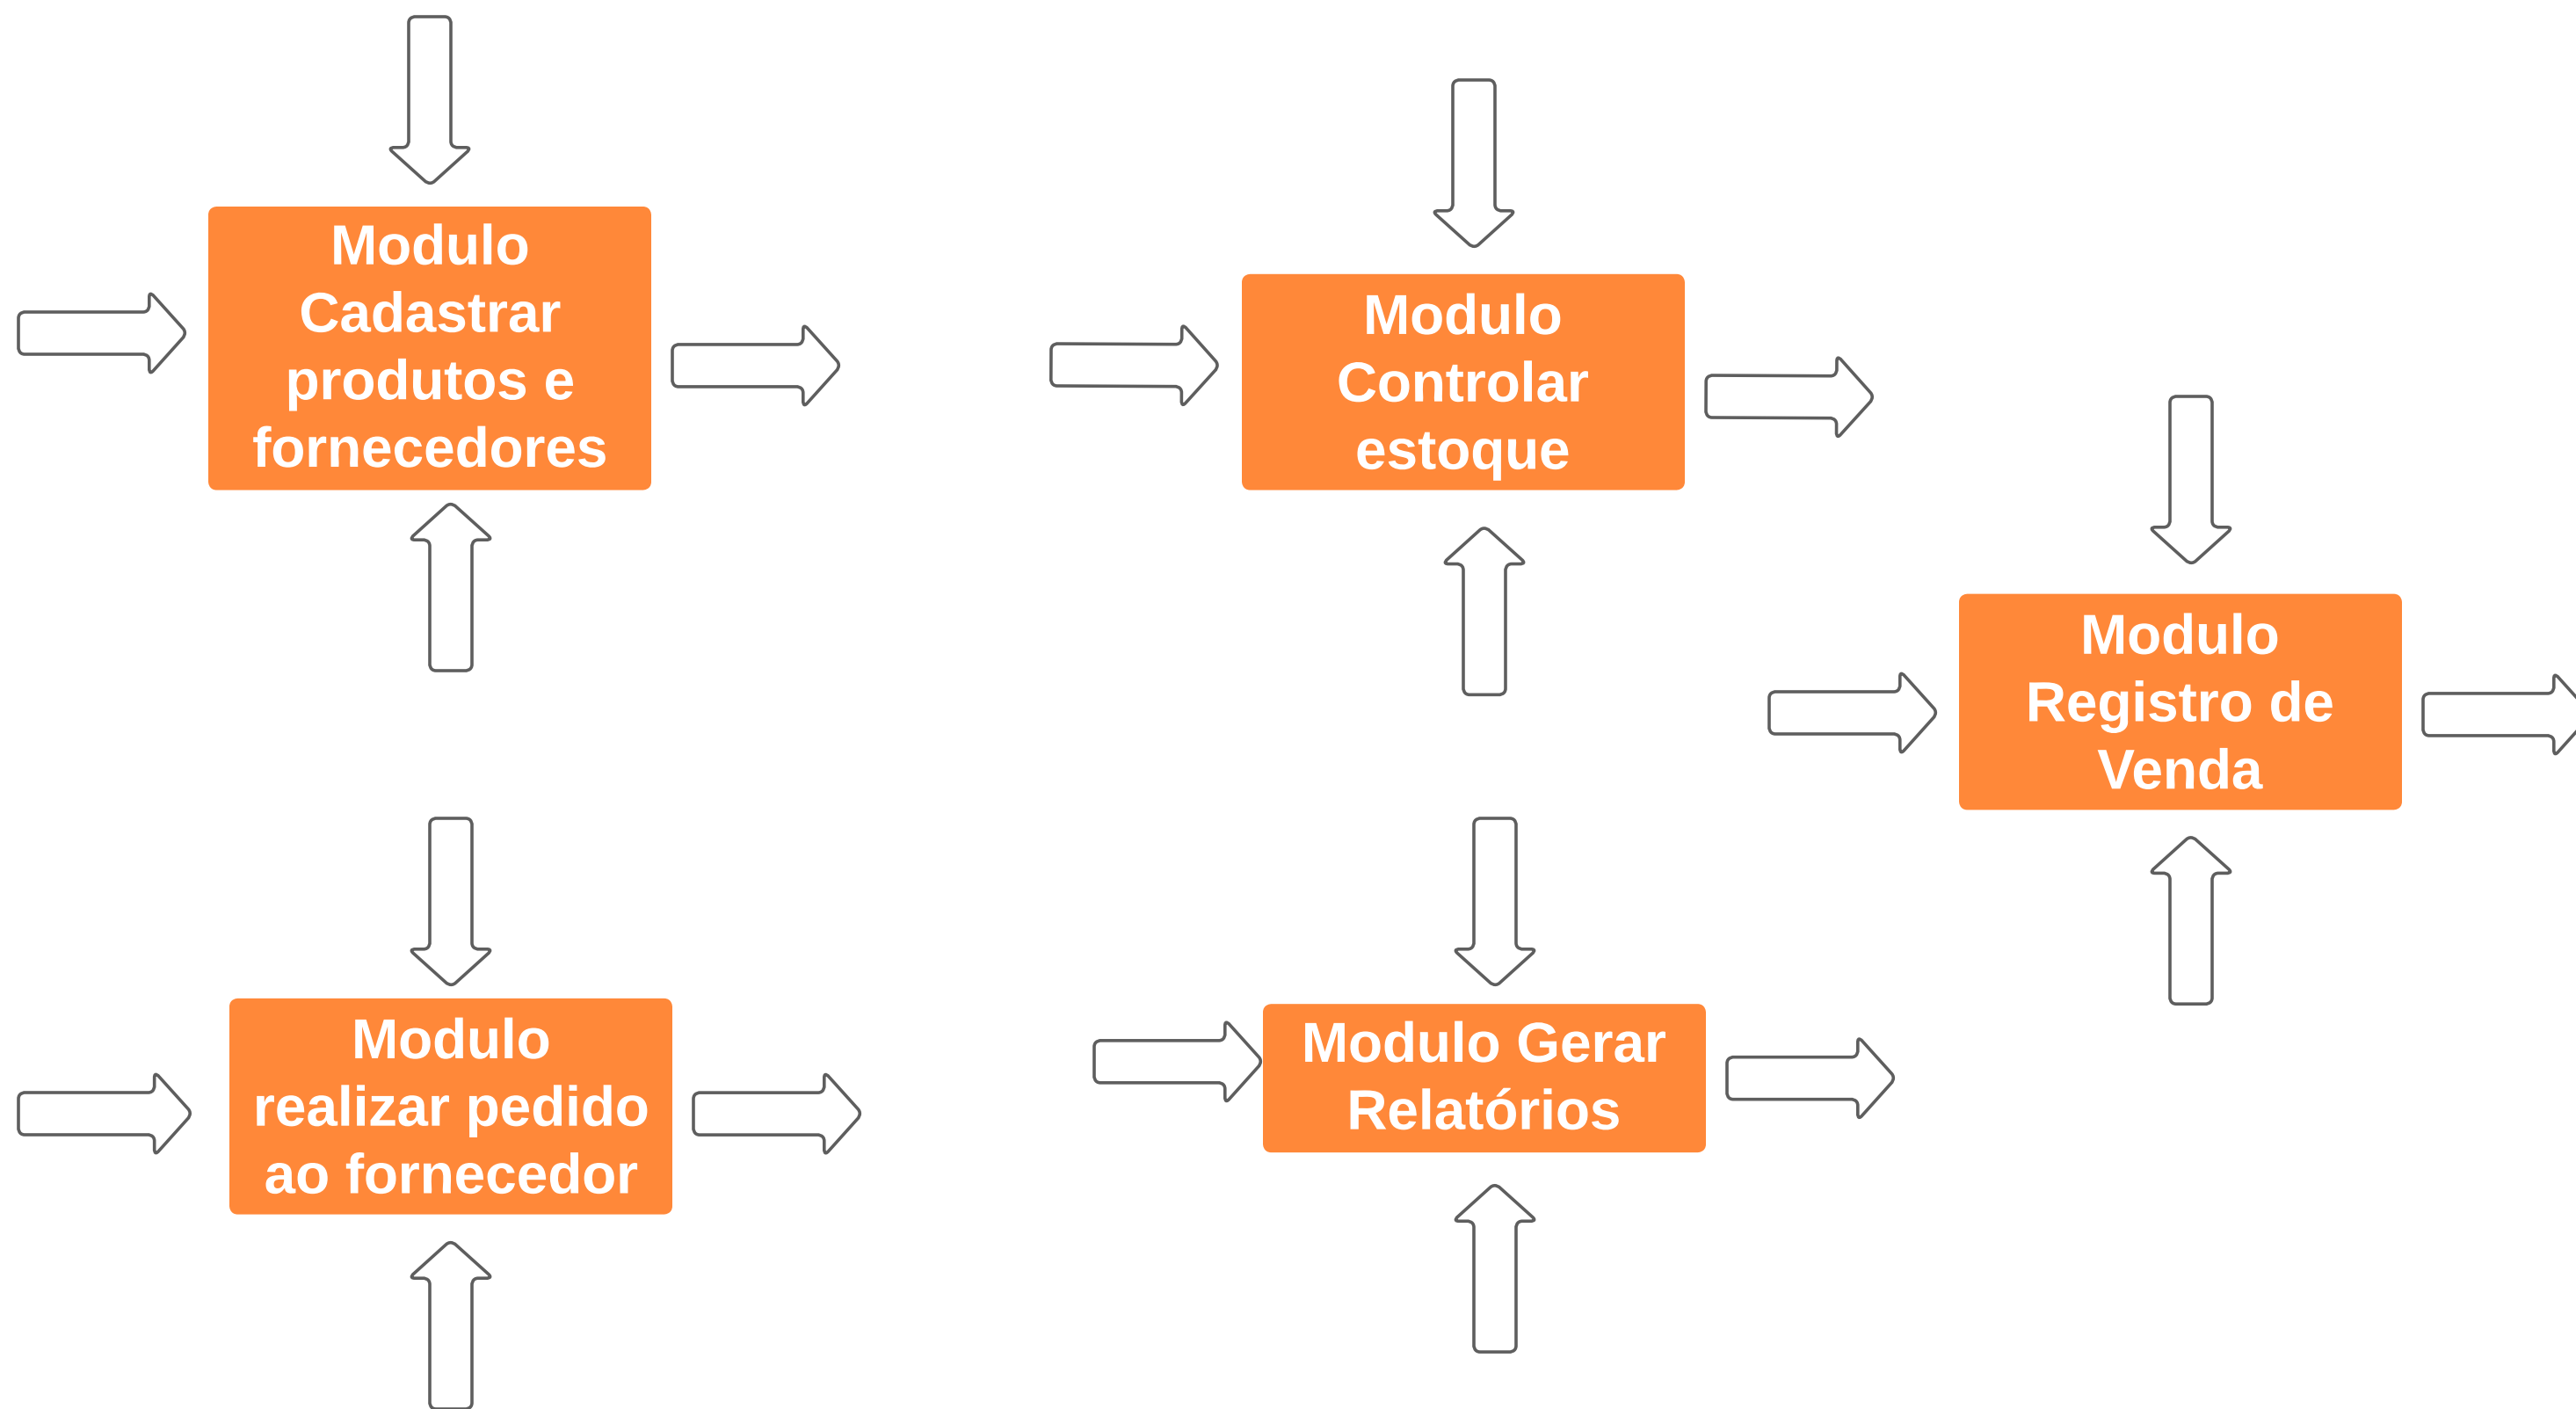 Modulo
Cadastrar
produtos e
fornecedores
Modulo
Controlar
estoque
Modulo
Registro de
Venda
Modulo
realizar pedido
ao fornecedor
Modulo Gerar
Relatórios